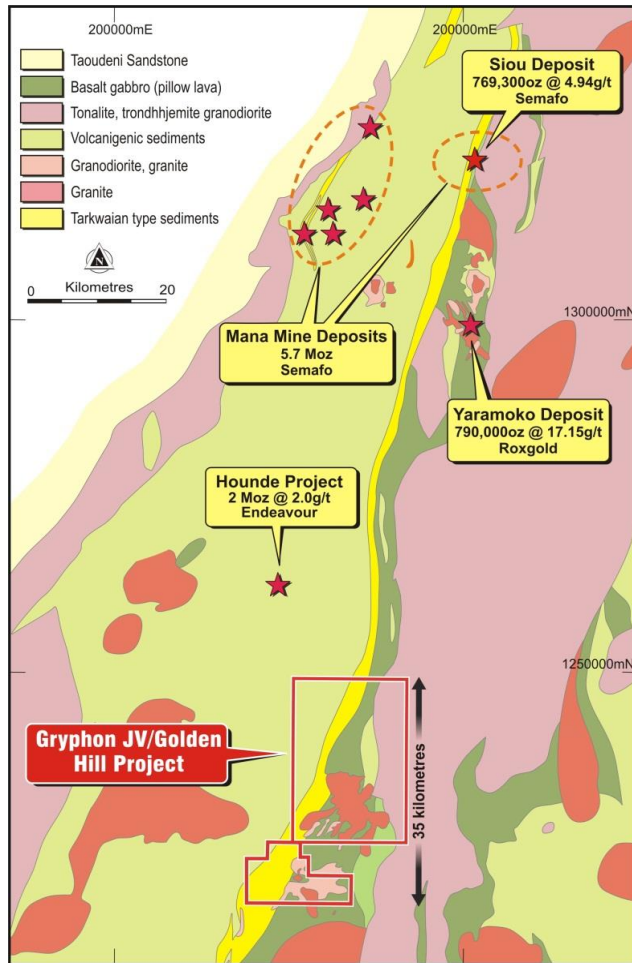 200000mE
200000mE
Taoudeni Sandstone
Basalt gabbro (pillow lava)
Tonalite, trondhjemite granodiorite
Volcanigenic sediments
Granodiorite, granite
Granite
Tarkwaian type sediments
N
Kilometres
0 20
Siou Deposit
769,300oz @ 4.94g/t
Semafo
Mana Mine Deposits
5.7 Moz
Semafo
1300000mN
Yaramoko Deposit
790,000oz @ 17.15g/t
Roxgold
Hounde Project
2 Moz @ 2.0g/t
Endeavour
1250000mN
Gryphon JV/Golden
Hill Project
35 kilometres